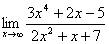 lim x→∞ (3x⁴ + 2x − 5) / (2x² + x + 7)